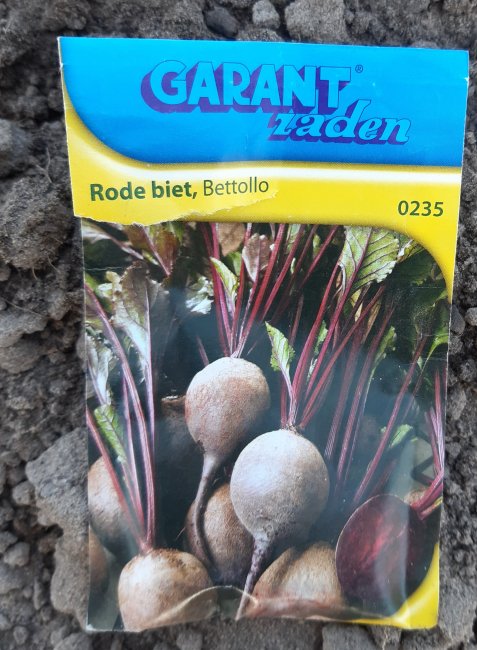 GARANT®
zaden
Rode biet, Bettollo
0235